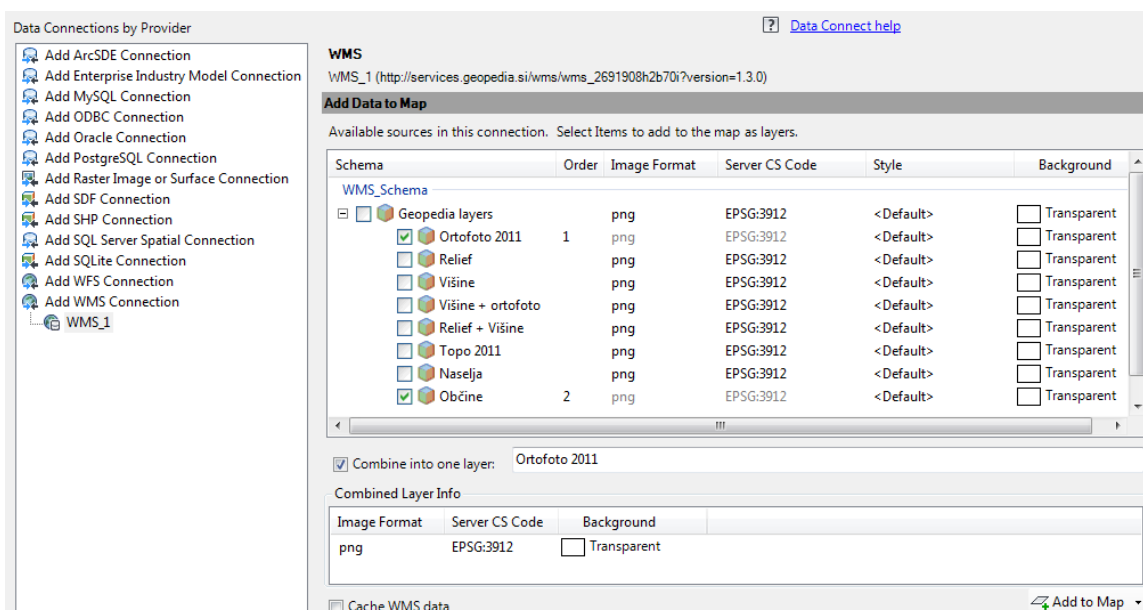 Data Connections by Provider
? Data Connect help
Add ArcSDE Connection
Add Enterprise Industry Model Connection
Add MySQL Connection
Add ODBC Connection
Add Oracle Connection
Add PostgreSQL Connection
Add Raster Image or Surface Connection
Add SDF Connection
Add SHP Connection
Add SQL Server Spatial Connection
Add SQLite Connection
Add WFS Connection
Add WMS Connection
WMS_1
WMS
WMS_1 (http://services.geopedia.si/wms/wms_2691908h2b70i?version=1.3.0)
Add Data to Map
Available sources in this connection. Select Items to add to the map as layers.
Schema Order Image Format Server CS Code Style Background
WMS_Schema
Geopedia layers png EPSG:3912 <Default> Transparent
Ortofoto 2011 1 png EPSG:3912 <Default> Transparent
Relief png EPSG:3912 <Default> Transparent
Višine png EPSG:3912 <Default> Transparent
Višine + ortofoto png EPSG:3912 <Default> Transparent
Relief + Višine png EPSG:3912 <Default> Transparent
Topo 2011 png EPSG:3912 <Default> Transparent
Naselja png EPSG:3912 <Default> Transparent
Občine 2 png EPSG:3912 <Default> Transparent
Combine into one layer: Ortofoto 2011
Combined Layer Info
Image Format Server CS Code Background
png EPSG:3912 Transparent
Cache WMS data
Add to Map